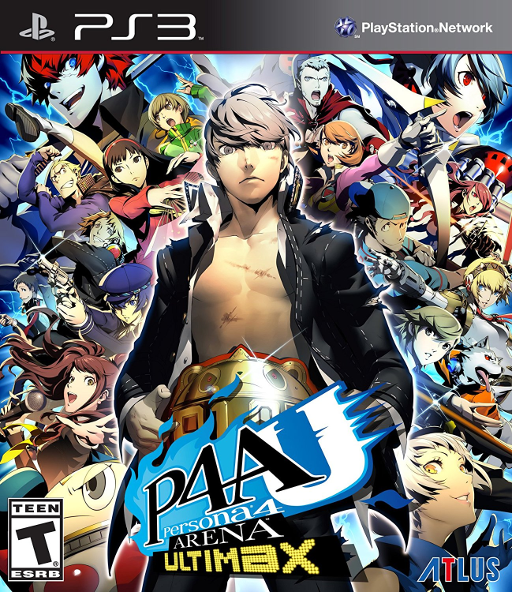 PS3
PlayStation®Network
P4AU
Persona4
ARENA
ULTIMAX
TEEN
T
ESRB
ATLUS